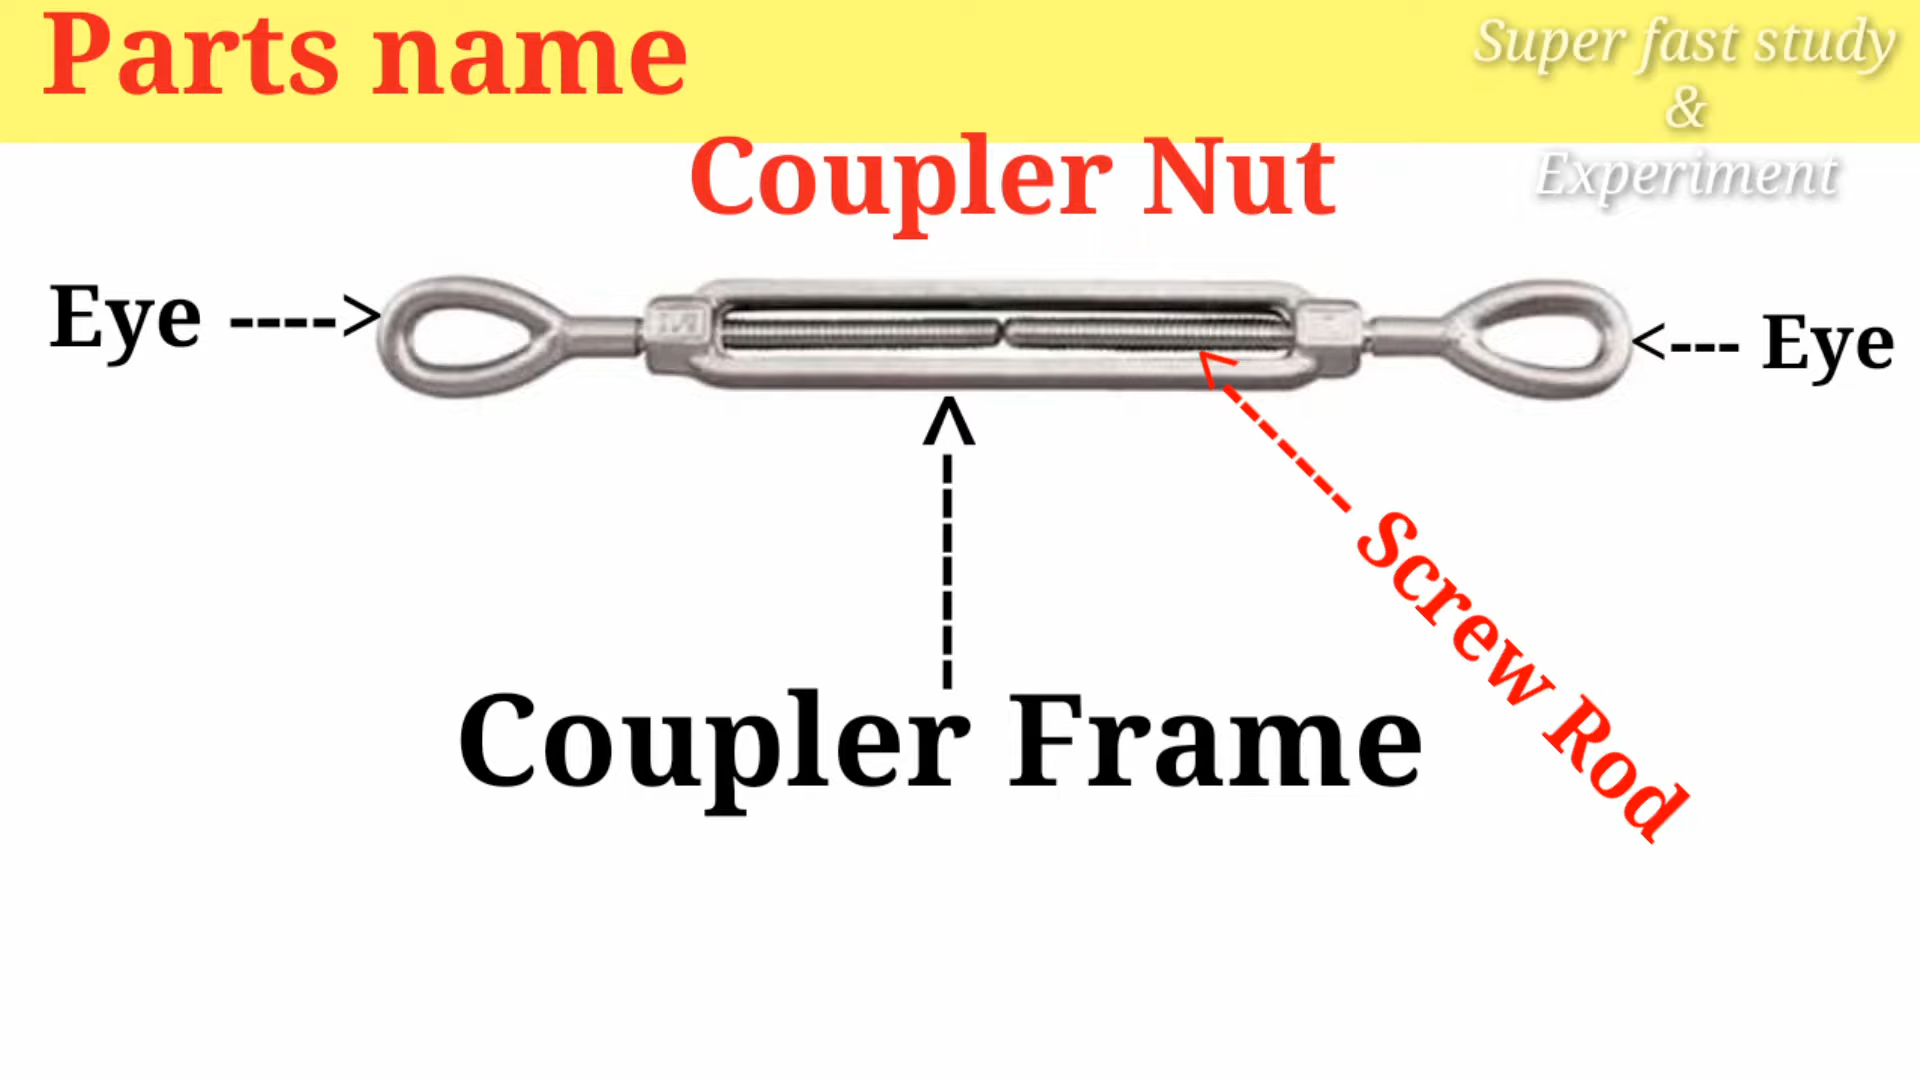 Parts name
Super fast study
&
Experiment
Coupler Nut
Eye ---->
<--- Eye
Screw Rod
Coupler Frame